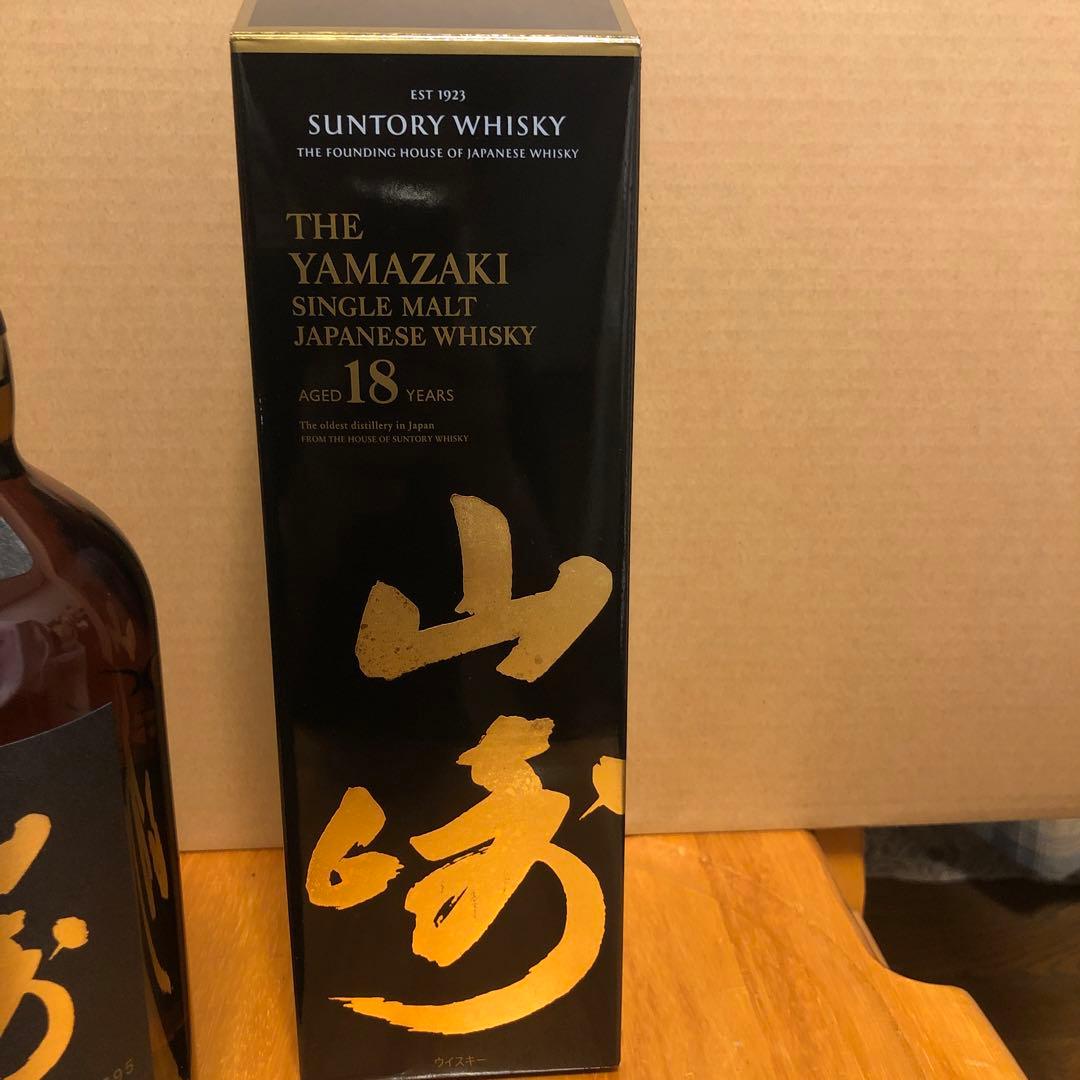 EST 1923
SUNTORY WHISKY
THE FOUNDING HOUSE OF JAPANESE WHISKY
THE
YAMAZAKI
SINGLE MALT
JAPANESE WHISKY
AGED 18 YEARS
The oldest distillery in Japan
FROM THE HOUSE OF SUNTORY WHISKY
山
崎
ウイスキー